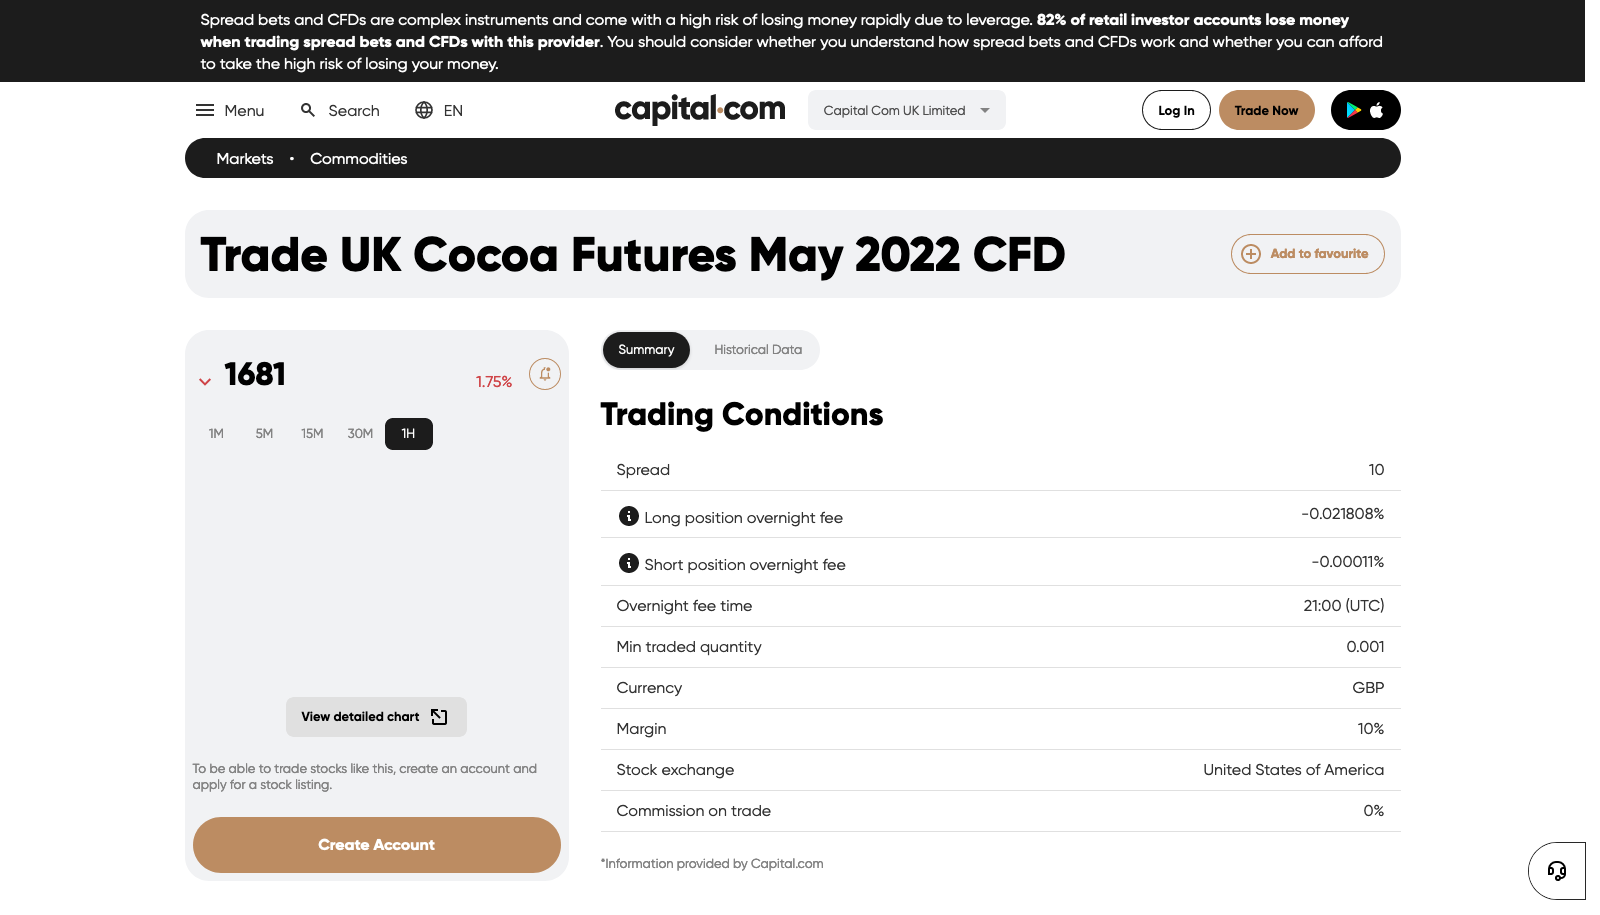 Spread bets and CFDs are complex instruments and come with a high risk of losing money rapidly due to leverage. 82% of retail investor accounts lose money
when trading spread bets and CFDs with this provider. You should consider whether you understand how spread bets and CFDs work and whether you can afford
to take the high risk of losing your money.
Menu Search EN capital.com Capital Com UK Limited Log In Trade Now
Markets • Commodities
Trade UK Cocoa Futures May 2022 CFD Add to favourite
1681 1.75%
1M 5M 15M 30M 1H
View detailed chart
To be able to trade stocks like this, create an account and
apply for a stock listing.
Create Account
Summary Historical Data
Trading Conditions
Spread 10
Long position overnight fee -0.021808%
Short position overnight fee -0.00011%
Overnight fee time 21:00 (UTC)
Min traded quantity 0.001
Currency GBP
Margin 10%
Stock exchange United States of America
Commission on trade 0%
*Information provided by Capital.com